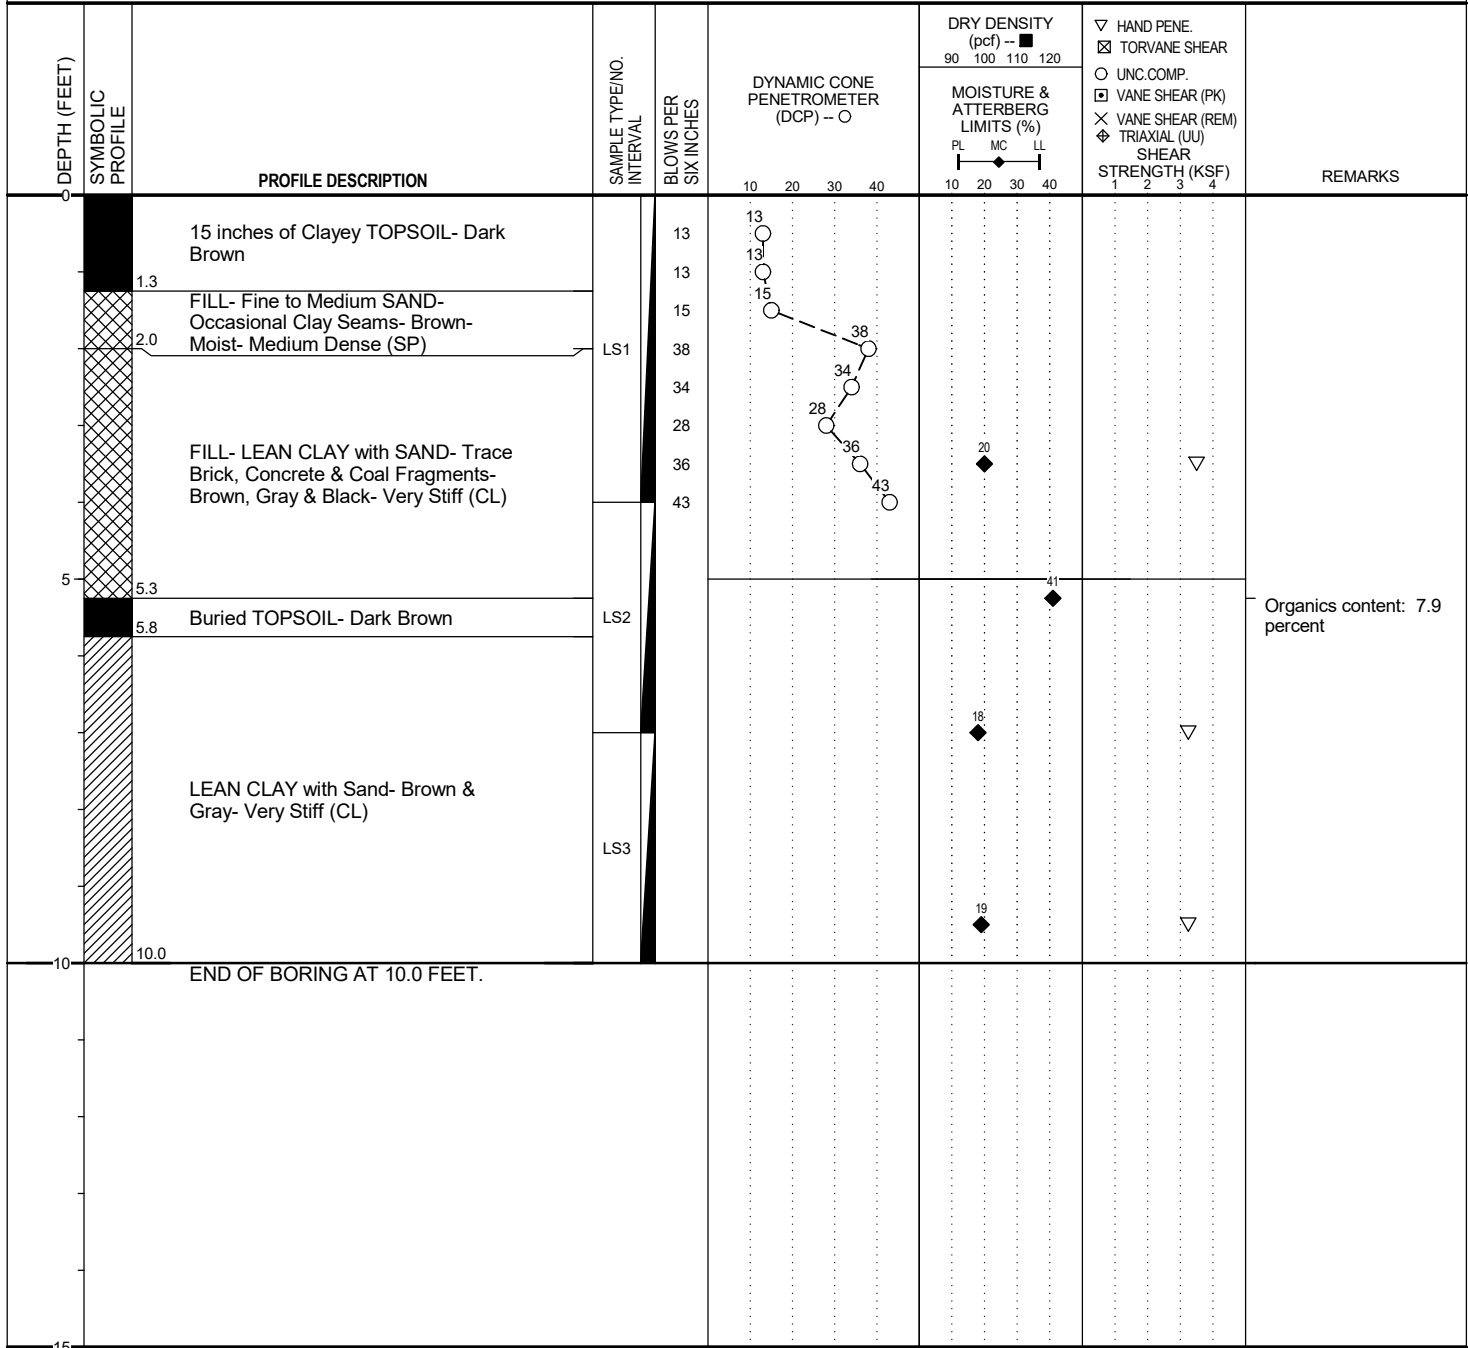 DEPTH (FEET)
SYMBOLIC
PROFILE
PROFILE DESCRIPTION
SAMPLE TYPE/NO.
INTERVAL
BLOWS PER
SIX INCHES
DYNAMIC CONE
PENETROMETER
(DCP) -- O
10 20 30 40
DRY DENSITY
(pcf) -- ■
90 100 110 120
MOISTURE &
ATTERBERG
LIMITS (%)
PL MC LL
10 20 30 40
▽ HAND PENE.
TORVANE SHEAR
UNC.COMP.
VANE SHEAR (PK)
VANE SHEAR (REM)
TRIAXIAL (UU)
SHEAR
STRENGTH (KSF)
1 2 3 4
REMARKS
0
15 inches of Clayey TOPSOIL- Dark
Brown
1.3
FILL- Fine to Medium SAND-
Occasional Clay Seams- Brown-
Moist- Medium Dense (SP)
2.0
FILL- LEAN CLAY with SAND- Trace
Brick, Concrete & Coal Fragments-
Brown, Gray & Black- Very Stiff (CL)
5
5.3
Buried TOPSOIL- Dark Brown
5.8
LEAN CLAY with Sand- Brown &
Gray- Very Stiff (CL)
10.0
10
END OF BORING AT 10.0 FEET.
15
LS1
LS2
LS3
13
13
15
38
34
28
36
43
13
13
15
38
34
28
36
43
20
41
18
19
Organics content: 7.9
percent